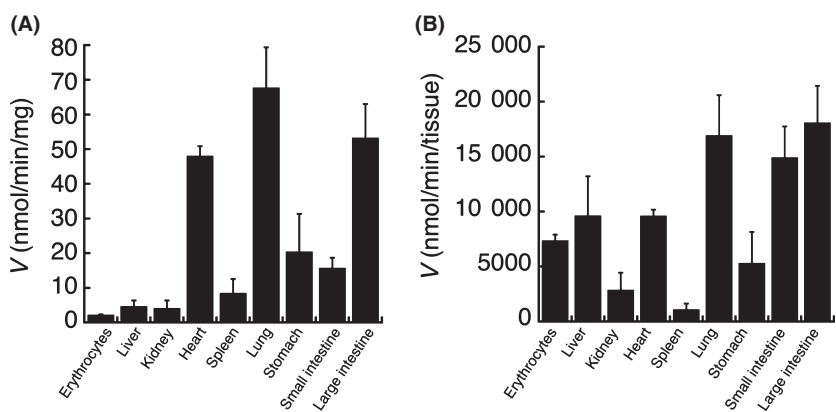 (A)
V (nmol/min/mg)
80
70
60
50
40
30
20
10
0
Erythrocytes
Liver
Kidney
Heart
Spleen
Lung
Stomach
Small intestine
Large intestine
(B)
V (nmol/min/tissue)
25 000
20 000
15 000
10 000
5000
0
Erythrocytes
Liver
Kidney
Heart
Spleen
Lung
Stomach
Small intestine
Large intestine